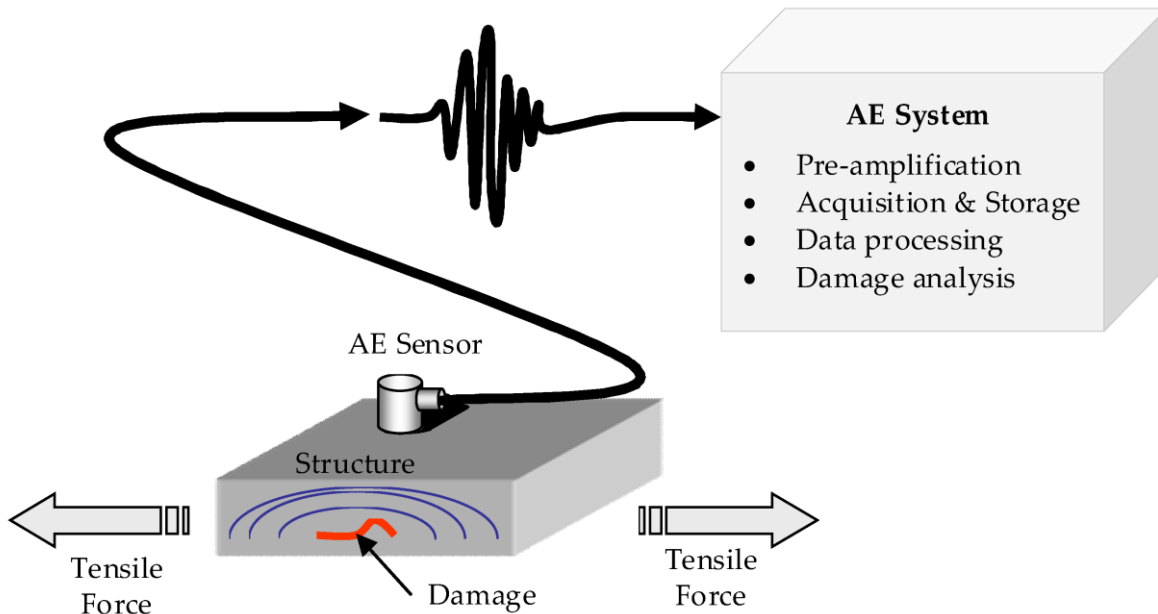 AE System
• Pre-amplification
• Acquisition & Storage
• Data processing
• Damage analysis
AE Sensor
Structure
Tensile
Force
Damage
Tensile
Force